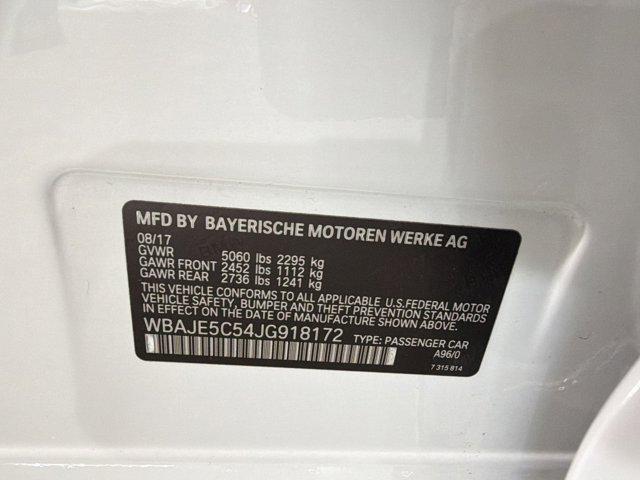 MFD BY BAYERISCHE MOTOREN WERKE AG
08/17
GVWR 5060 lbs 2295 kg
GAWR FRONT 2452 lbs 1112 kg
GAWR REAR 2736 lbs 1241 kg
THIS VEHICLE CONFORMS TO ALL APPLICABLE U.S.FEDERAL MOTOR
VEHICLE SAFETY, BUMPER, AND THEFT PREVENTION STANDARDS
IN EFFECT ON THE DATE OF MANUFACTURE SHOWN ABOVE.
WBAJE5C54JG918172 TYPE: PASSENGER CAR
A96/0
7 315 814